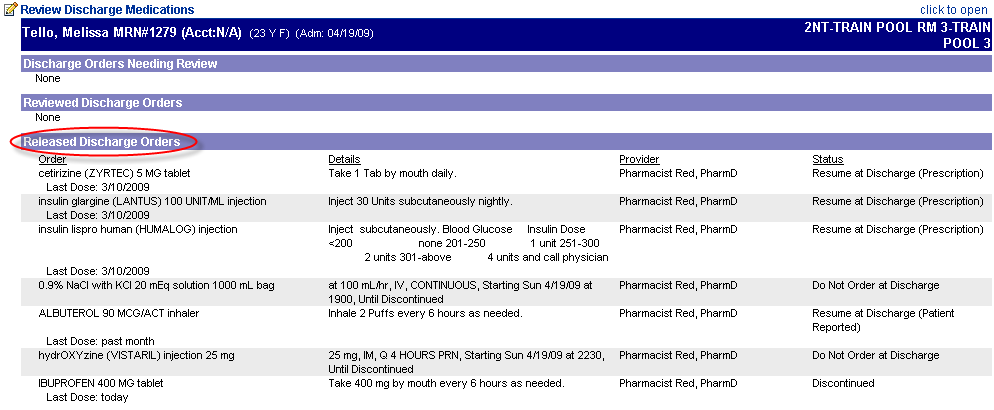 Review Discharge Medications click to open
Tello, Melissa MRN#1279 (Acct:N/A) (23 Y F) (Adm: 04/19/09) 2NT-TRAIN POOL RM 3-TRAIN
POOL 3
Discharge Orders Needing Review
None
Reviewed Discharge Orders
None
Released Discharge Orders
Order Details Provider Status
cetirizine (ZYRTEC) 5 MG tablet Take 1 Tab by mouth daily. Pharmacist Red, PharmD Resume at Discharge (Prescription)
Last Dose: 3/10/2009
insulin glargine (LANTUS) 100 UNIT/ML injection Inject 30 Units subcutaneously nightly. Pharmacist Red, PharmD Resume at Discharge (Prescription)
Last Dose: 3/10/2009
insulin lispro human (HUMALOG) injection Inject subcutaneously. Blood Glucose Insulin Dose Pharmacist Red, PharmD Resume at Discharge (Prescription)
<200 none 201-250 1 unit 251-300
2 units 301-above 4 units and call physician
Last Dose: 3/10/2009
0.9% NaCl with KCl 20 mEq solution 1000 mL bag at 100 mL/hr, IV, CONTINUOUS, Starting Sun 4/19/09 at Pharmacist Red, PharmD Do Not Order at Discharge
1900, Until Discontinued
ALBUTEROL 90 MCG/ACT inhaler Inhale 2 Puffs every 6 hours as needed. Pharmacist Red, PharmD Resume at Discharge (Patient
Reported)
Last Dose: past month
hydrOXYzine (VISTARIL) injection 25 mg 25 mg, IM, Q 4 HOURS PRN, Starting Sun 4/19/09 at 2230, Pharmacist Red, PharmD Do Not Order at Discharge
Until Discontinued
IBUPROFEN 400 MG tablet Take 400 mg by mouth every 6 hours as needed. Pharmacist Red, PharmD Discontinued
Last Dose: today